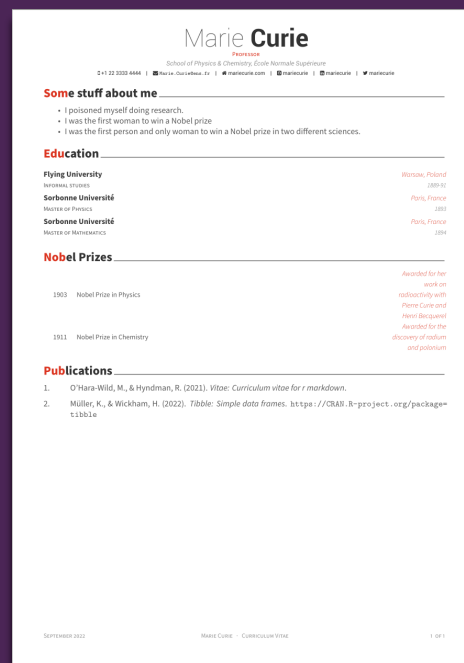 Marie Curie
PROFESSOR
School of Physics & Chemistry, École Normale Supérieure
+1 22 3333 4444 | Marie.Curie@ens.fr | mariecurie.com | mariecurie | mariecurie | mariecurie
Some stuff about me
• I poisoned myself doing research.
• I was the first woman to win a Nobel prize
• I was the first person and only woman to win a Nobel prize in two different sciences.
Education
Flying University Warsaw, Poland
INFORMAL STUDIES 1889-91
Sorbonne Université Paris, France
MASTER OF PHYSICS 1893
Sorbonne Université Paris, France
MASTER OF MATHEMATICS 1894
Nobel Prizes
Awarded for her
work on
1903 Nobel Prize in Physics radioactivity with
Pierre Curie and
Henri Becquerel
Awarded for the
1911 Nobel Prize in Chemistry discovery of radium
and polonium
Publications
1. O'Hara-Wild, M., & Hyndman, R. (2021). Vitae: Curriculum vitae for r markdown.
2. Müller, K., & Wickham, H. (2022). Tibble: Simple data frames. https://CRAN.R-project.org/package=
tibble
SEPTEMBER 2022 MARIE CURIE · CURRICULUM VITAE 1 OF 1